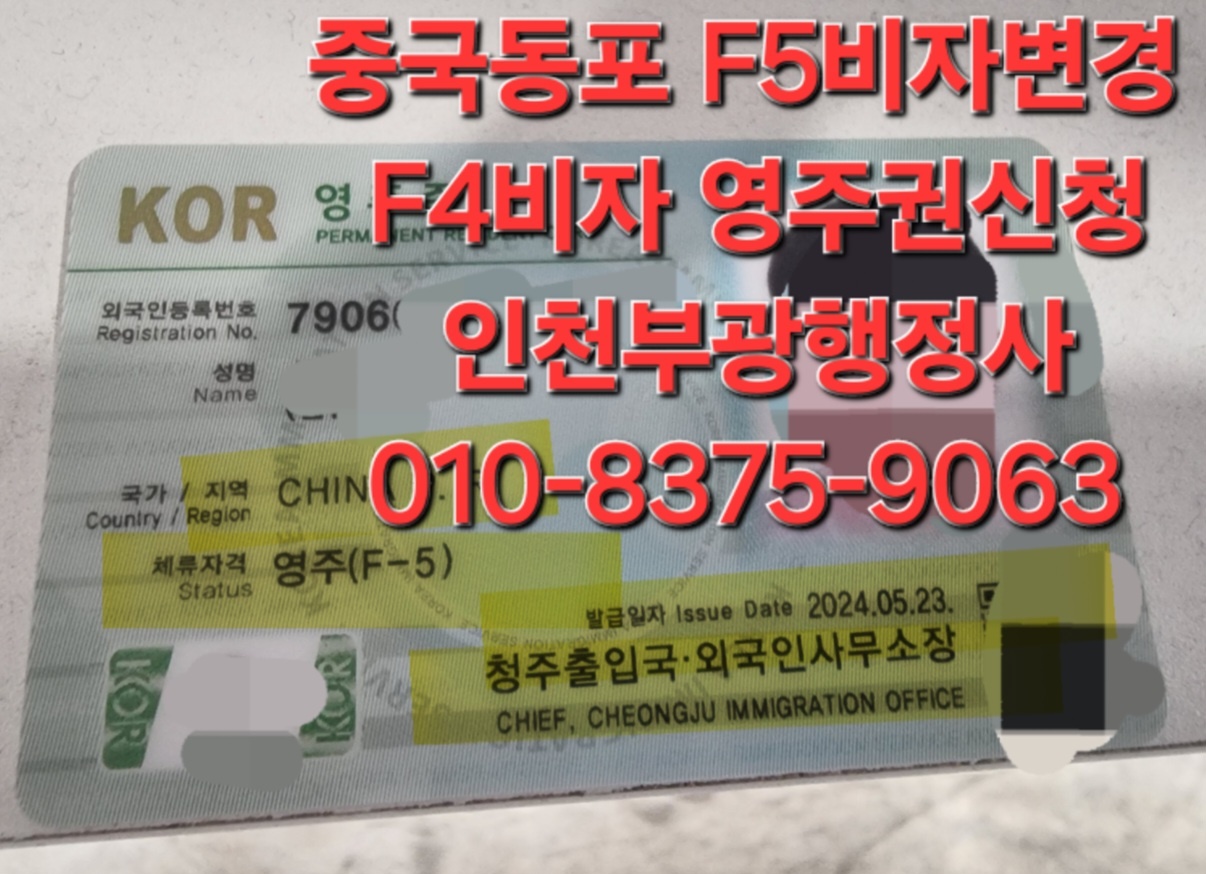 중국동포 F5비자변경
F4비자 영주권신청
인천부광행정사
010-8375-9063
KOR 영
외국인등록번호 7906
Registration No.
성명
Name
국가 / 지역
Country / Region
체류자격 영주(F-5)
Status
발급일자 Issue Date 2024.05.23.
청주출입국·외국인사무소장
CHIEF, CHEONGJU IMMIGRATION OFFICE
KOR KOR